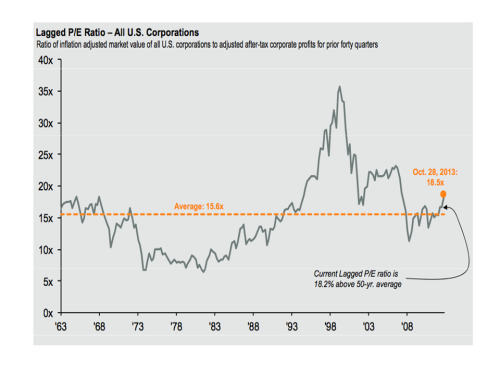 Lagged P/E Ratio – All U.S. Corporations
Ratio of inflation adjusted market value of all U.S. corporations to adjusted after-tax corporate profits for prior forty quarters
40x
35x
30x
25x
20x
15x
10x
5x
0x
Oct. 28, 2013:
18.5x
Average: 15.6x
Current Lagged P/E ratio is
18.2% above 50-yr. average
'63
'68
'73
'78
'83
'88
'93
'98
'03
'08